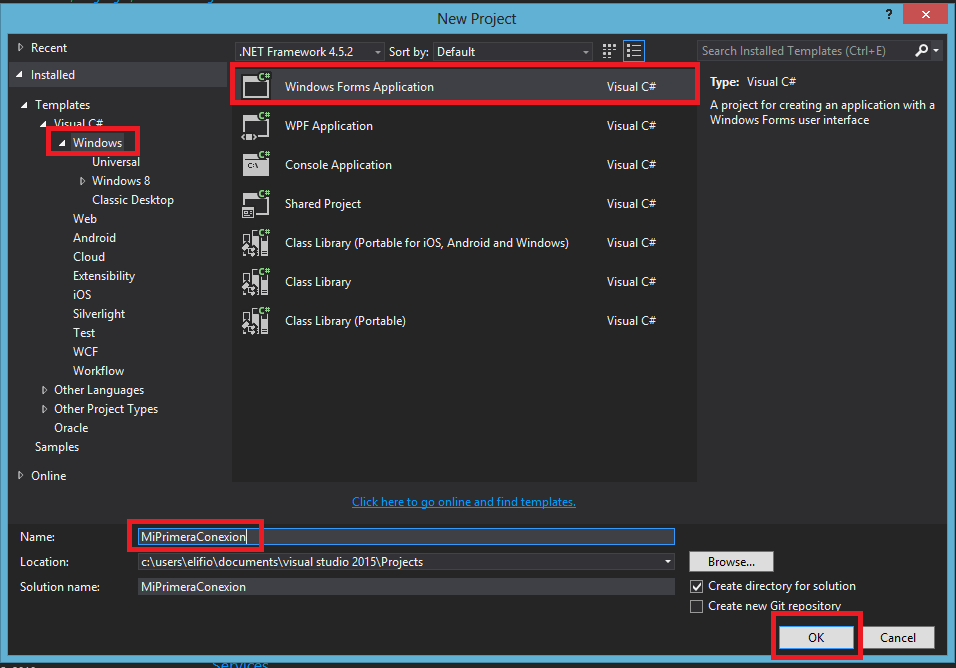 New Project
?
Recent
.NET Framework 4.5.2
Sort by:
Default
Search Installed Templates (Ctrl+E)
Installed
Templates
Visual C#
Windows
Universal
Windows 8
Classic Desktop
Web
Android
Cloud
Extensibility
iOS
Silverlight
Test
WCF
Workflow
Other Languages
Other Project Types
Oracle
Samples
Online
Windows Forms Application Visual C#
WPF Application Visual C#
Console Application Visual C#
Shared Project Visual C#
Class Library (Portable for iOS, Android and Windows) Visual C#
Class Library Visual C#
Class Library (Portable) Visual C#
Type: Visual C#
A project for creating an application with a
Windows Forms user interface
Click here to go online and find templates.
Name: MiPrimeraConexion
Location: c:\users\elifio\documents\visual studio 2015\Projects
Browse...
Solution name: MiPrimeraConexion
Create directory for solution
Create new Git repository
OK
Cancel
Services